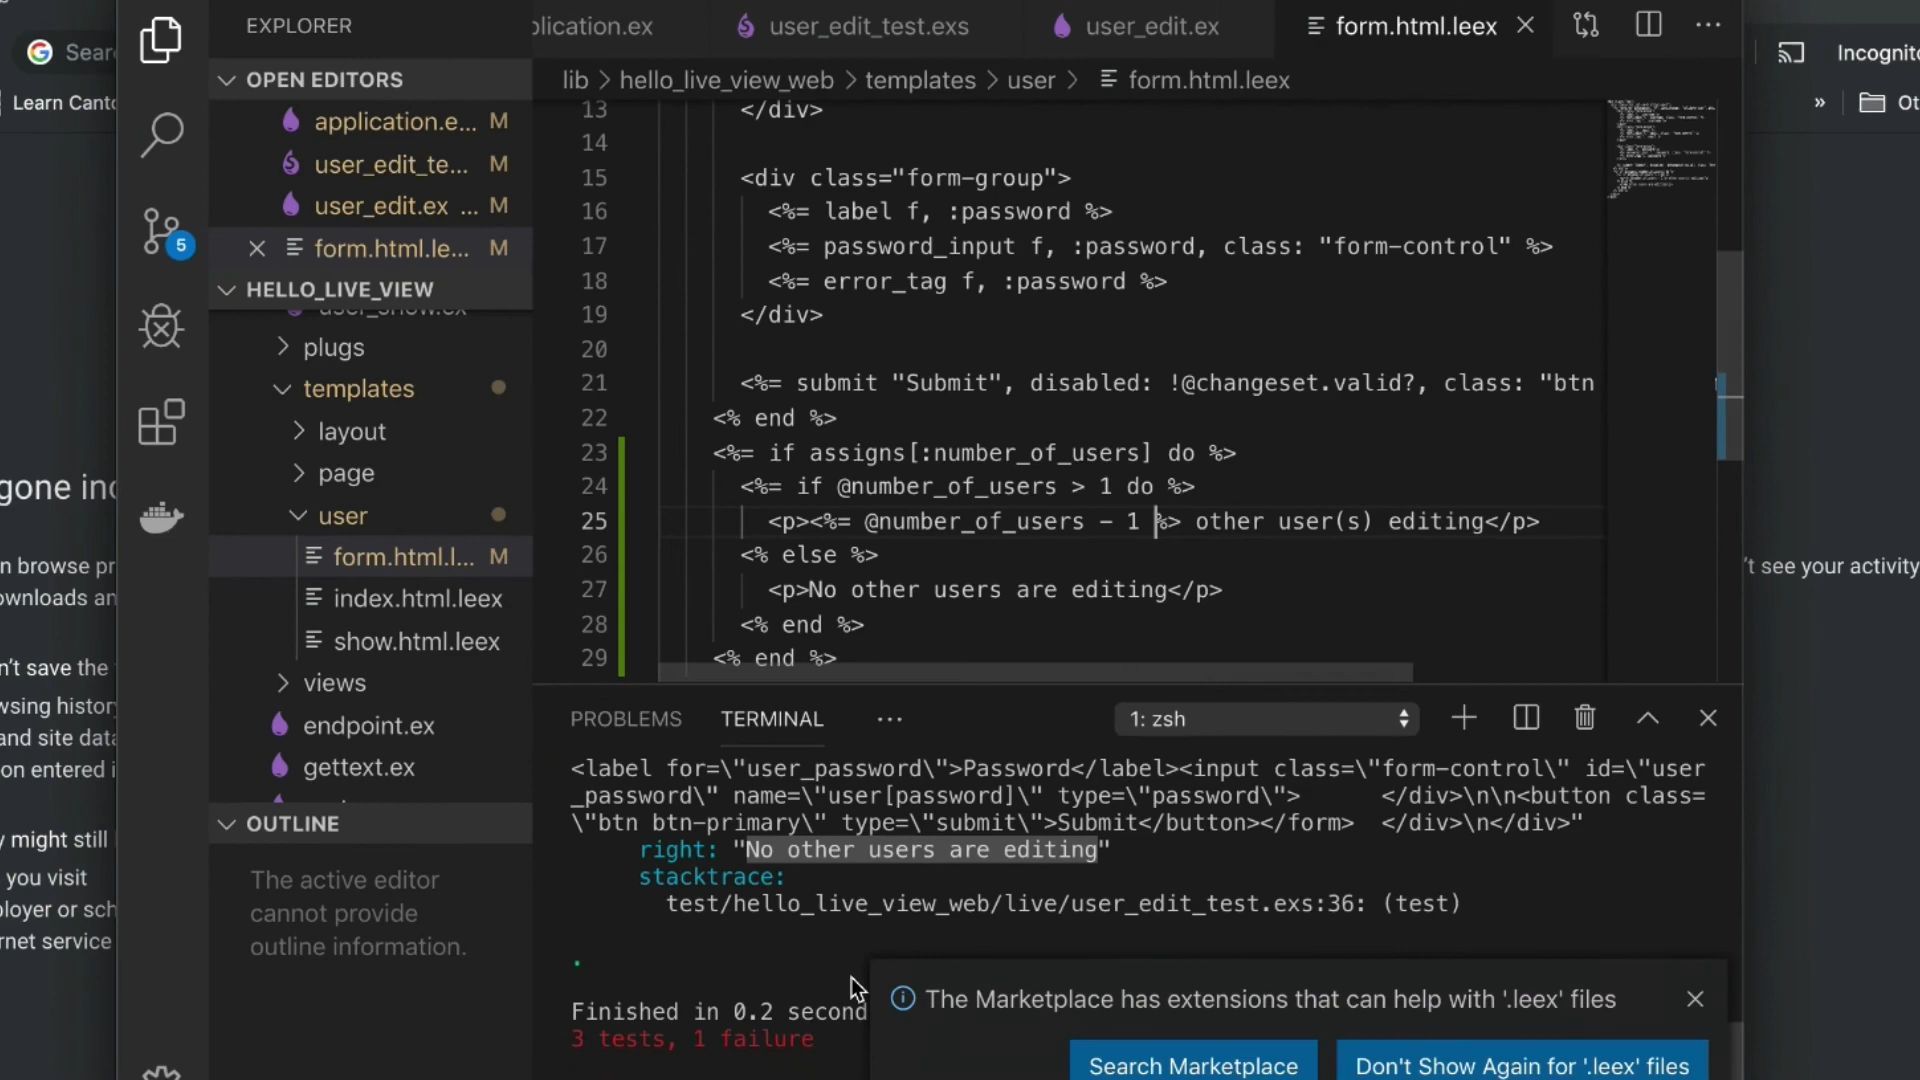 EXPLORER
plication.ex
user_edit_test.exs
user_edit.ex
form.html.leex
Sear
Incognito
OPEN EDITORS
lib > hello_live_view_web > templates > user > form.html.leex
Learn Canto
»
Ot
application.e... M
user_edit_te... M
user_edit.ex ... M
form.html.le... M
HELLO_LIVE_VIEW
user_show.ex
plugs
templates
layout
page
user
form.html.l... M
index.html.leex
show.html.leex
views
endpoint.ex
gettext.ex
5
OUTLINE
The active editor
cannot provide
outline information.
13 </div>
14
15 <div class="form-group">
16 <%= label f, :password %>
17 <%= password_input f, :password, class: "form-control" %>
18 <%= error_tag f, :password %>
19 </div>
20
21 <%= submit "Submit", disabled: !@changeset.valid?, class: "btn
22 <% end %>
23 <%= if assigns[:number_of_users] do %>
24 <%= if @number_of_users > 1 do %>
25 <p><%= @number_of_users - 1 %> other user(s) editing</p>
26 <% else %>
27 <p>No other users are editing</p>
28 <% end %>
29 <% end %>
PROBLEMS
TERMINAL
...
1: zsh
<label for=\"user_password\">Password</label><input class=\"form-control\" id=\"user
_password\" name=\"user[password]\" type=\"password\"> </div>\n\n<button class=
\"btn btn-primary\" type=\"submit\">Submit</button></form> </div>\n</div>"
right: "No other users are editing"
stacktrace:
test/hello_live_view_web/live/user_edit_test.exs:36: (test)
.
Finished in 0.2 second
3 tests, 1 failure
The Marketplace has extensions that can help with '.leex' files
Search Marketplace
Don't Show Again for '.leex' files
gone inc
n browse pr
ownloads an
n't save the
wsing history
and site data
on entered i
y might still
you visit
ployer or sch
rnet service
't see your activity